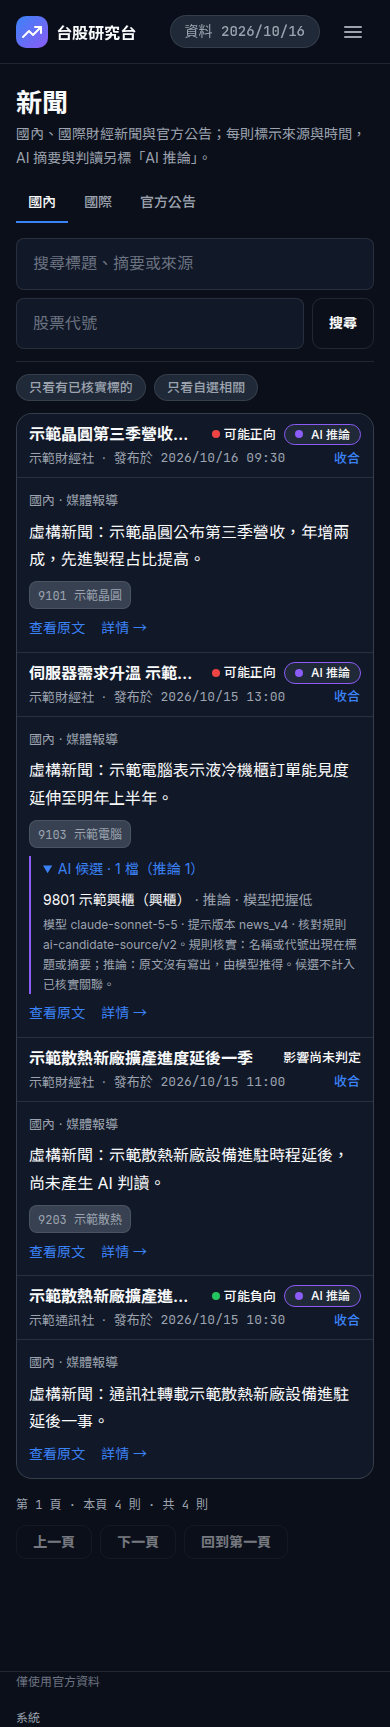 台股研究台
資料 2026/10/16
新聞
國內、國際財經新聞與官方公告；每則標示來源與時間，
AI 摘要與判讀另標「AI 推論」。
國內 國際 官方公告
搜尋標題、摘要或來源
股票代號
搜尋
只看有已核實標的 只看自選相關
示範晶圓第三季營收... 可能正向 AI 推論
示範財經社 · 發布於 2026/10/16 09:30 收合
國內 · 媒體報導
虛構新聞：示範晶圓公布第三季營收，年增兩
成，先進製程占比提高。
9101 示範晶圓
查看原文 詳情 →
伺服器需求升溫 示範... 可能正向 AI 推論
示範財經社 · 發布於 2026/10/15 13:00 收合
國內 · 媒體報導
虛構新聞：示範電腦表示液冷機櫃訂單能見度
延伸至明年上半年。
9103 示範電腦
▼ AI 候選 · 1 檔（推論 1）
9801 示範興櫃（興櫃） · 推論 · 模型把握低
模型 claude-sonnet-5-5 · 提示版本 news_v4 · 核對規則
ai-candidate-source/v2。規則核實：名稱或代號出現在標
題或摘要；推論：原文沒有寫出，由模型推得。候選不計入
已核實關聯。
查看原文 詳情 →
示範散熱新廠擴產進度延後一季 影響尚未判定
示範財經社 · 發布於 2026/10/15 11:00 收合
國內 · 媒體報導
虛構新聞：示範散熱新廠設備進駐時程延後，
尚未產生 AI 判讀。
9203 示範散熱
查看原文 詳情 →
示範散熱新廠擴產進... 可能負向 AI 推論
示範通訊社 · 發布於 2026/10/15 10:30 收合
國內 · 媒體報導
虛構新聞：通訊社轉載示範散熱新廠設備進駐
延後一事。
查看原文 詳情 →
第 1 頁 · 本頁 4 則 · 共 4 則
上一頁 下一頁 回到第一頁
僅使用官方資料
系統